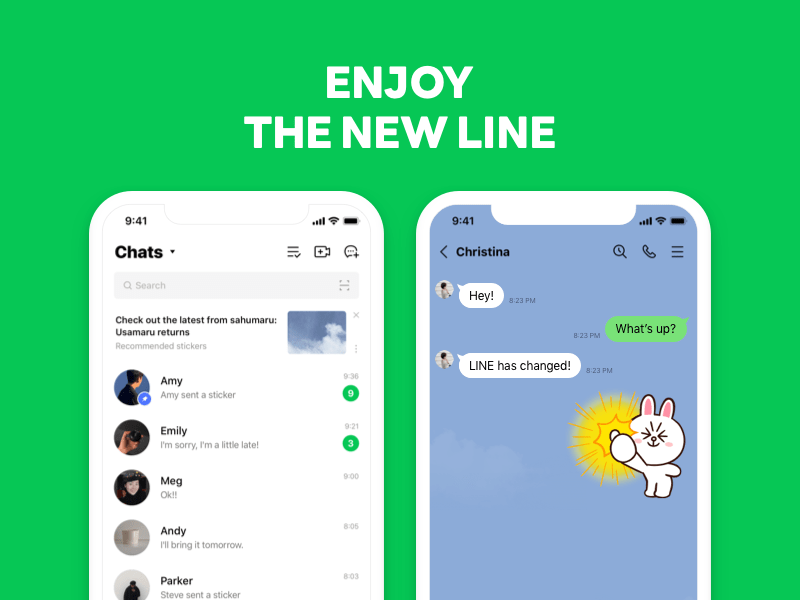 ENJOY
THE NEW LINE
9:41
Chats
Search
Check out the latest from sahumaru:
Usamaru returns
Recommended stickers
Amy
Amy sent a sticker
9:36
9
Emily
I'm sorry, I'm a little late!
9:21
3
Meg
Ok!!
9:00
Andy
I'll bring it tomorrow.
8:05
Parker
Steve sent a sticker
8:03
9:41
Christina
Hey!
8:23 PM
What's up?
8:23 PM
LINE has changed!
8:23 PM